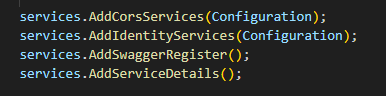 services.AddCorsServices(Configuration);
services.AddIdentityServices(Configuration);
services.AddSwaggerRegister();
services.AddServiceDetails();